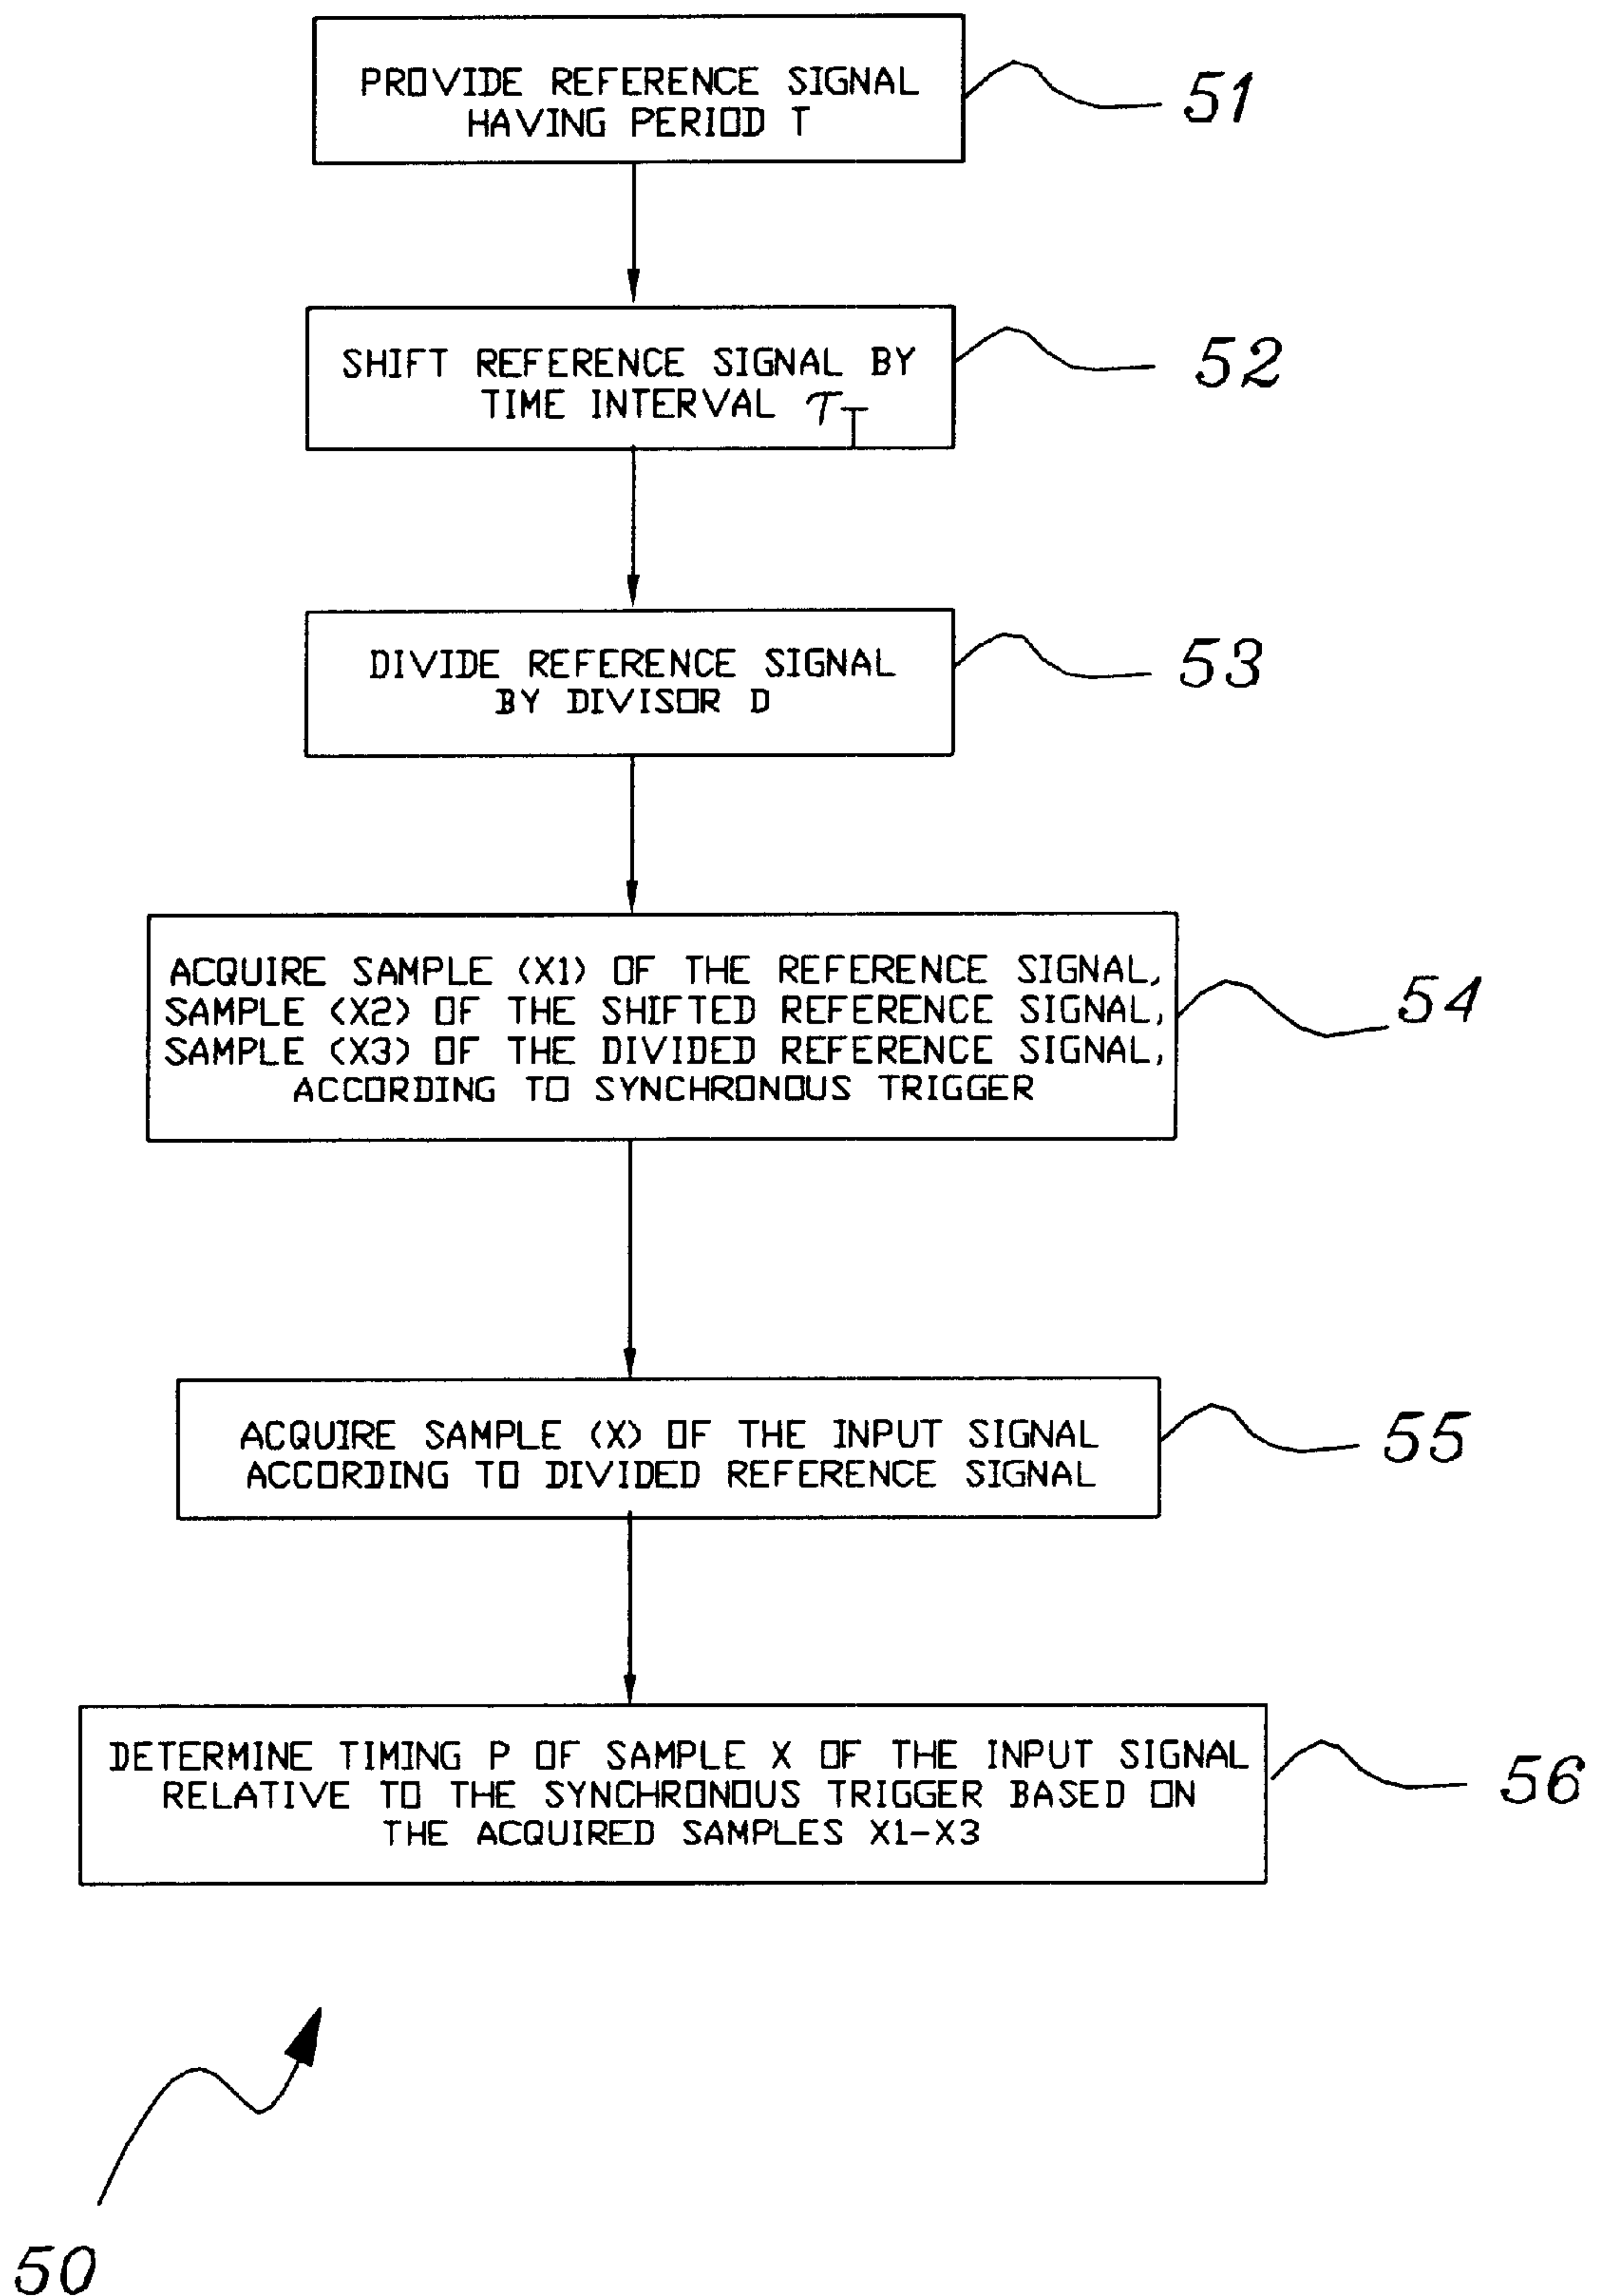 PROVIDE REFERENCE SIGNAL
HAVING PERIOD T
51
SHIFT REFERENCE SIGNAL BY
TIME INTERVAL τT
52
DIVIDE REFERENCE SIGNAL
BY DIVISOR D
53
ACQUIRE SAMPLE (X1) OF THE REFERENCE SIGNAL,
SAMPLE (X2) OF THE SHIFTED REFERENCE SIGNAL,
SAMPLE (X3) OF THE DIVIDED REFERENCE SIGNAL,
ACCORDING TO SYNCHRONOUS TRIGGER
54
ACQUIRE SAMPLE (X) OF THE INPUT SIGNAL
ACCORDING TO DIVIDED REFERENCE SIGNAL
55
DETERMINE TIMING P OF SAMPLE X OF THE INPUT SIGNAL
RELATIVE TO THE SYNCHRONOUS TRIGGER BASED ON
THE ACQUIRED SAMPLES X1-X3
56
50